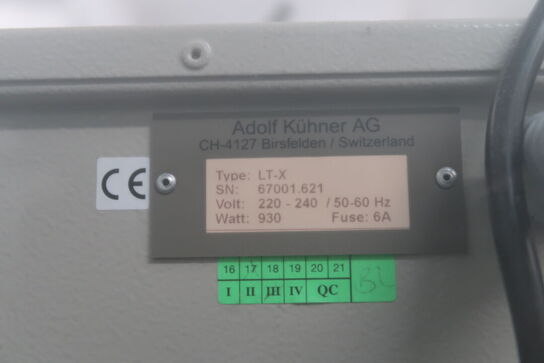 Adolf Kühner AG
CH-4127 Birsfelden / Switzerland
CE
Type: LT-X
SN: 67001.621
Volt: 220 - 240 / 50-60 Hz
Watt: 930 Fuse: 6A
16 17 18 19 20 21
I II III IV QC